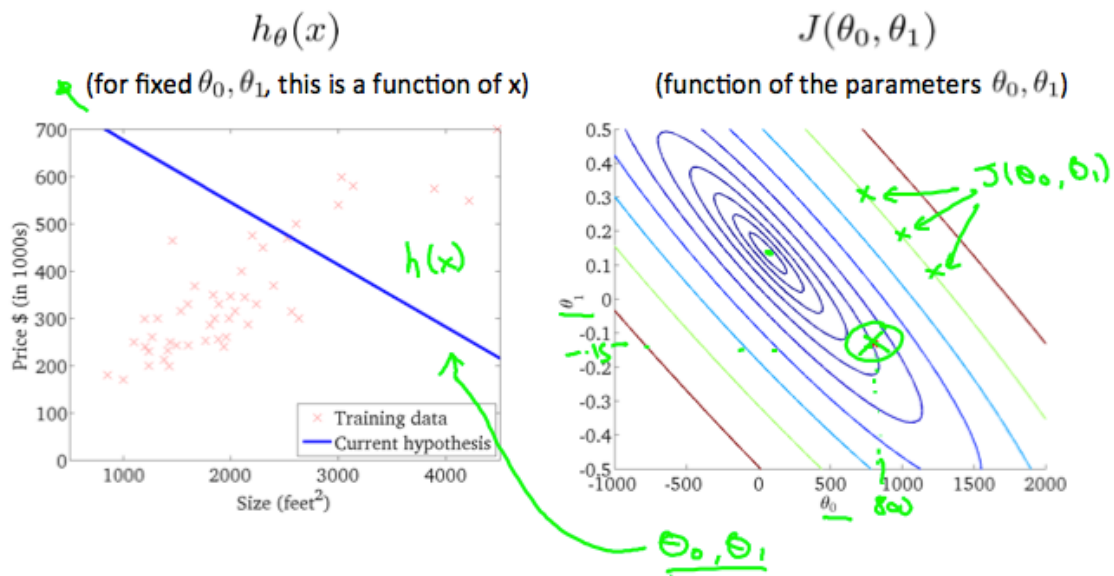 h_θ(x)
(for fixed θ₀, θ₁, this is a function of x)
700
600
500
400
300
200
100
0
Price $ (in 1000s)
1000
2000
3000
4000
Size (feet²)
Training data
Current hypothesis
h(x)
θ₀, θ₁
J(θ₀, θ₁)
(function of the parameters θ₀, θ₁)
0.5
0.4
0.3
0.2
0.1
0
-0.1
-0.2
-0.3
-0.4
-0.5
θ₁
-.15
-1000
-500
0
500
1000
1500
2000
θ₀
800
J(θ₀, θ₁)